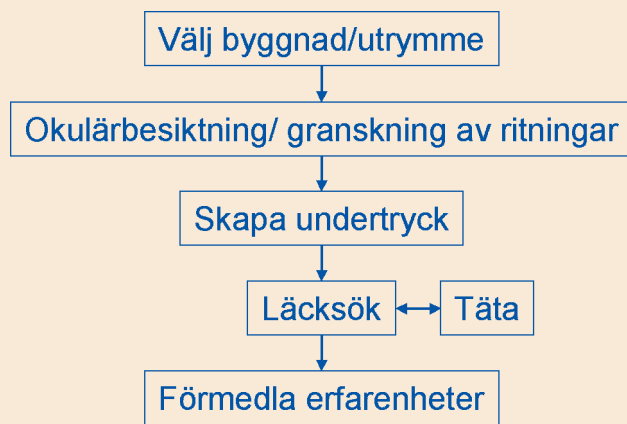 Välj byggnad/utrymme
Okulärbesiktning/ granskning av ritningar
Skapa undertryck
Läcksök
Täta
Förmedla erfarenheter